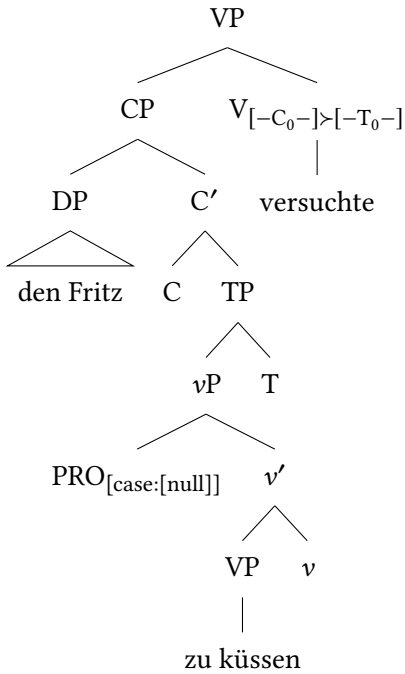 VP
CP V[−C₀−]≻[−T₀−]
DP C′ versuchte
den Fritz C TP
vP T
PRO[case:[null]] v′
VP v
zu küssen